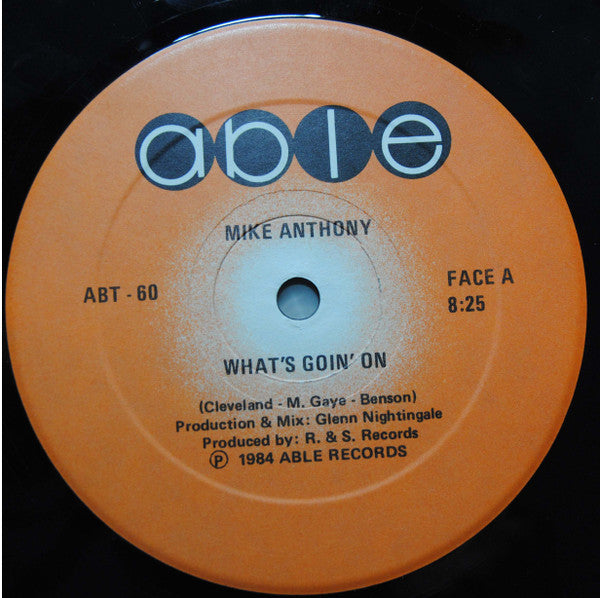 able
MIKE ANTHONY
ABT - 60
FACE A
8:25
WHAT'S GOIN' ON
(Cleveland - M. Gaye - Benson)
Production & Mix: Glenn Nightingale
Produced by: R. & S. Records
℗ 1984 ABLE RECORDS